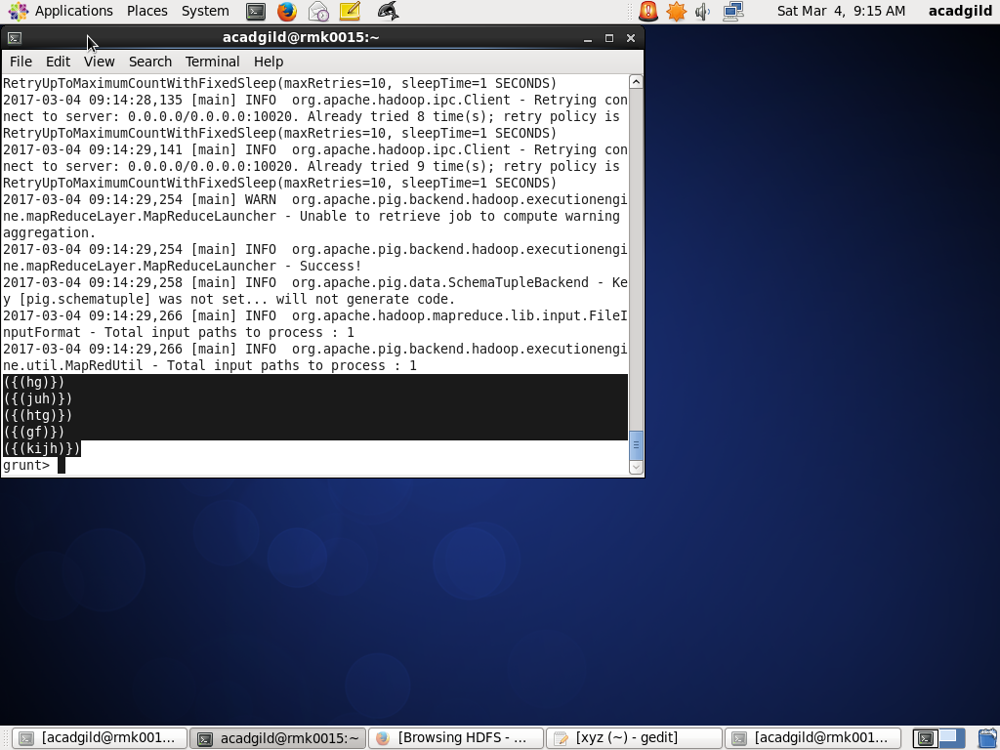 Applications Places System Sat Mar 4, 9:15 AM acadgild
acadgild@rmk0015:~
File Edit View Search Terminal Help
RetryUpToMaximumCountWithFixedSleep(maxRetries=10, sleepTime=1 SECONDS)
2017-03-04 09:14:28,135 [main] INFO  org.apache.hadoop.ipc.Client - Retrying con
nect to server: 0.0.0.0/0.0.0.0:10020. Already tried 8 time(s); retry policy is
RetryUpToMaximumCountWithFixedSleep(maxRetries=10, sleepTime=1 SECONDS)
2017-03-04 09:14:29,141 [main] INFO  org.apache.hadoop.ipc.Client - Retrying con
nect to server: 0.0.0.0/0.0.0.0:10020. Already tried 9 time(s); retry policy is
RetryUpToMaximumCountWithFixedSleep(maxRetries=10, sleepTime=1 SECONDS)
2017-03-04 09:14:29,254 [main] WARN  org.apache.pig.backend.hadoop.executionengi
ne.mapReduceLayer.MapReduceLauncher - Unable to retrieve job to compute warning
aggregation.
2017-03-04 09:14:29,254 [main] INFO  org.apache.pig.backend.hadoop.executionengi
ne.mapReduceLayer.MapReduceLauncher - Success!
2017-03-04 09:14:29,258 [main] INFO  org.apache.pig.data.SchemaTupleBackend - Ke
y [pig.schematuple] was not set... will not generate code.
2017-03-04 09:14:29,266 [main] INFO  org.apache.hadoop.mapreduce.lib.input.FileI
nputFormat - Total input paths to process : 1
2017-03-04 09:14:29,266 [main] INFO  org.apache.pig.backend.hadoop.executionengi
ne.util.MapRedUtil - Total input paths to process : 1
({(hg)})
({(juh)})
({(htg)})
({(gf)})
({(kijh)})
grunt>
[acadgild@rmk001... acadgild@rmk0015:~ [Browsing HDFS - ... [xyz (~) - gedit] [acadgild@rmk001...